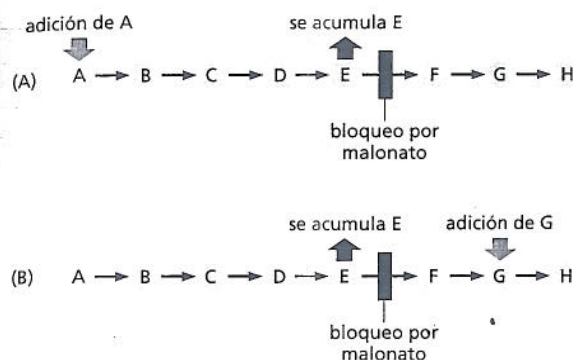 adición de A
se acumula E
(A) A B C D E F G H
bloqueo por
malonato
se acumula E
adición de G
(B) A B C D E F G H
bloqueo por
malonato